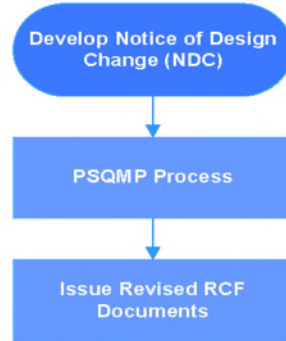 Develop Notice of Design
Change (NDC)
PSQMP Process
Issue Revised RCF
Documents